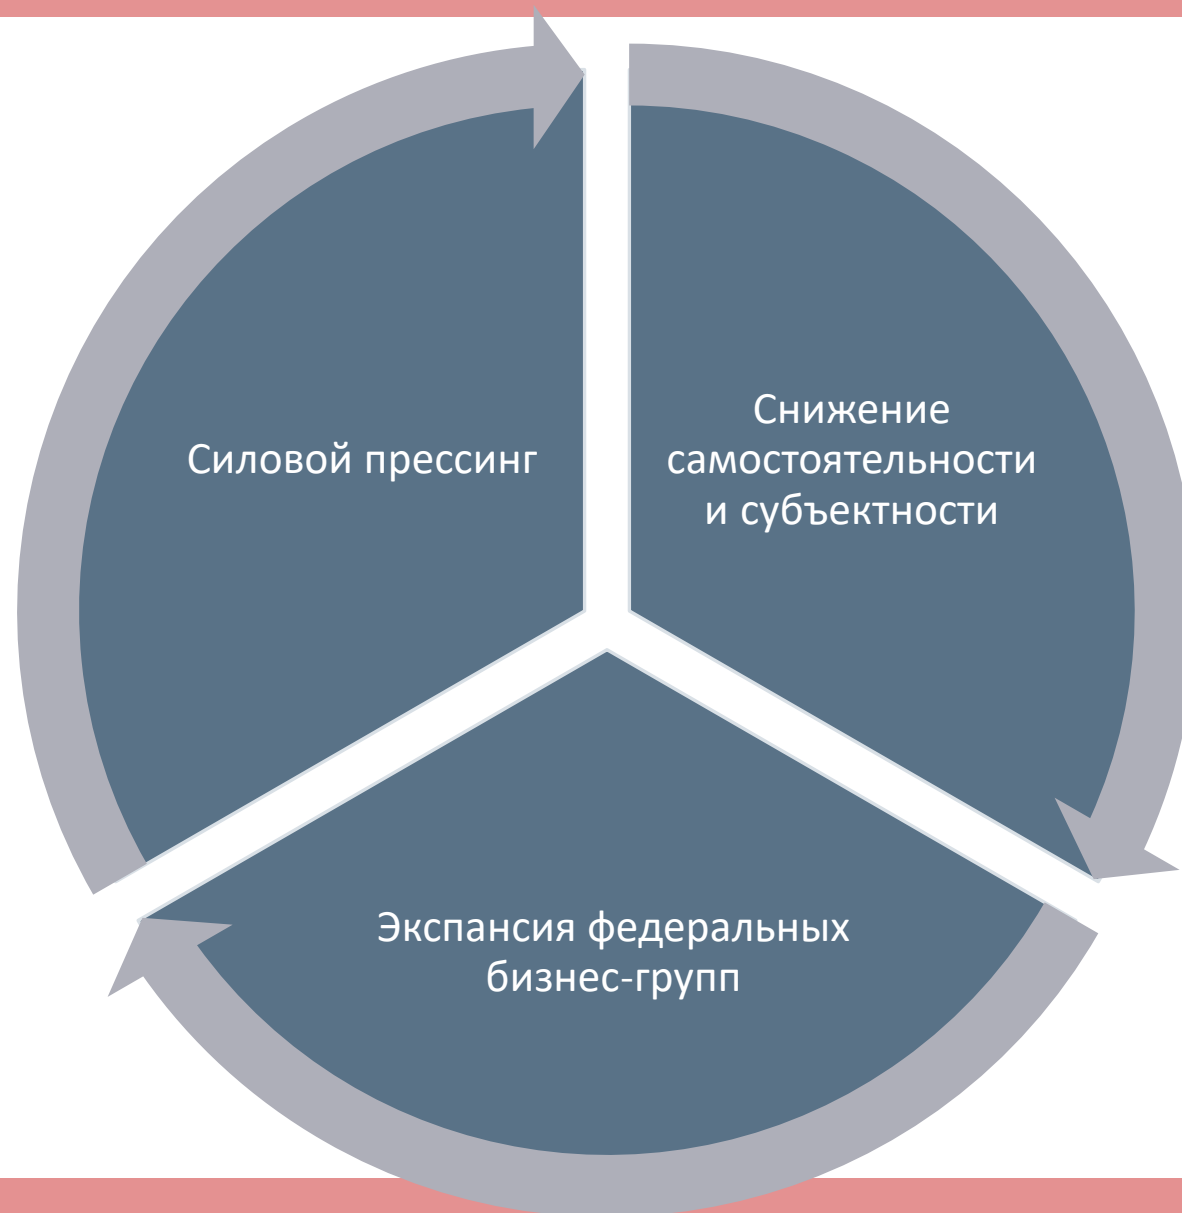 Силовой прессинг
Снижение
самостоятельности
и субъектности
Экспансия федеральных
бизнес-групп